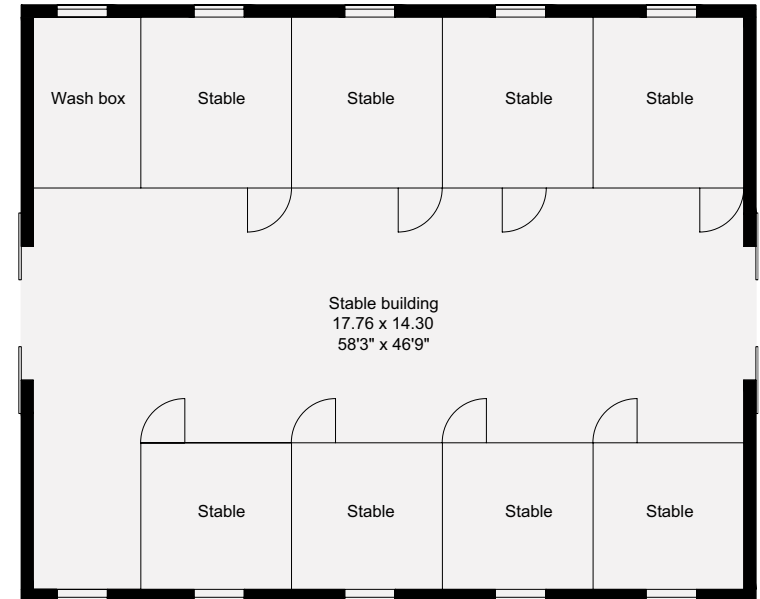 Wash box
Stable
Stable
Stable
Stable
Stable building
17.76 x 14.30
58'3" x 46'9"
Stable
Stable
Stable
Stable